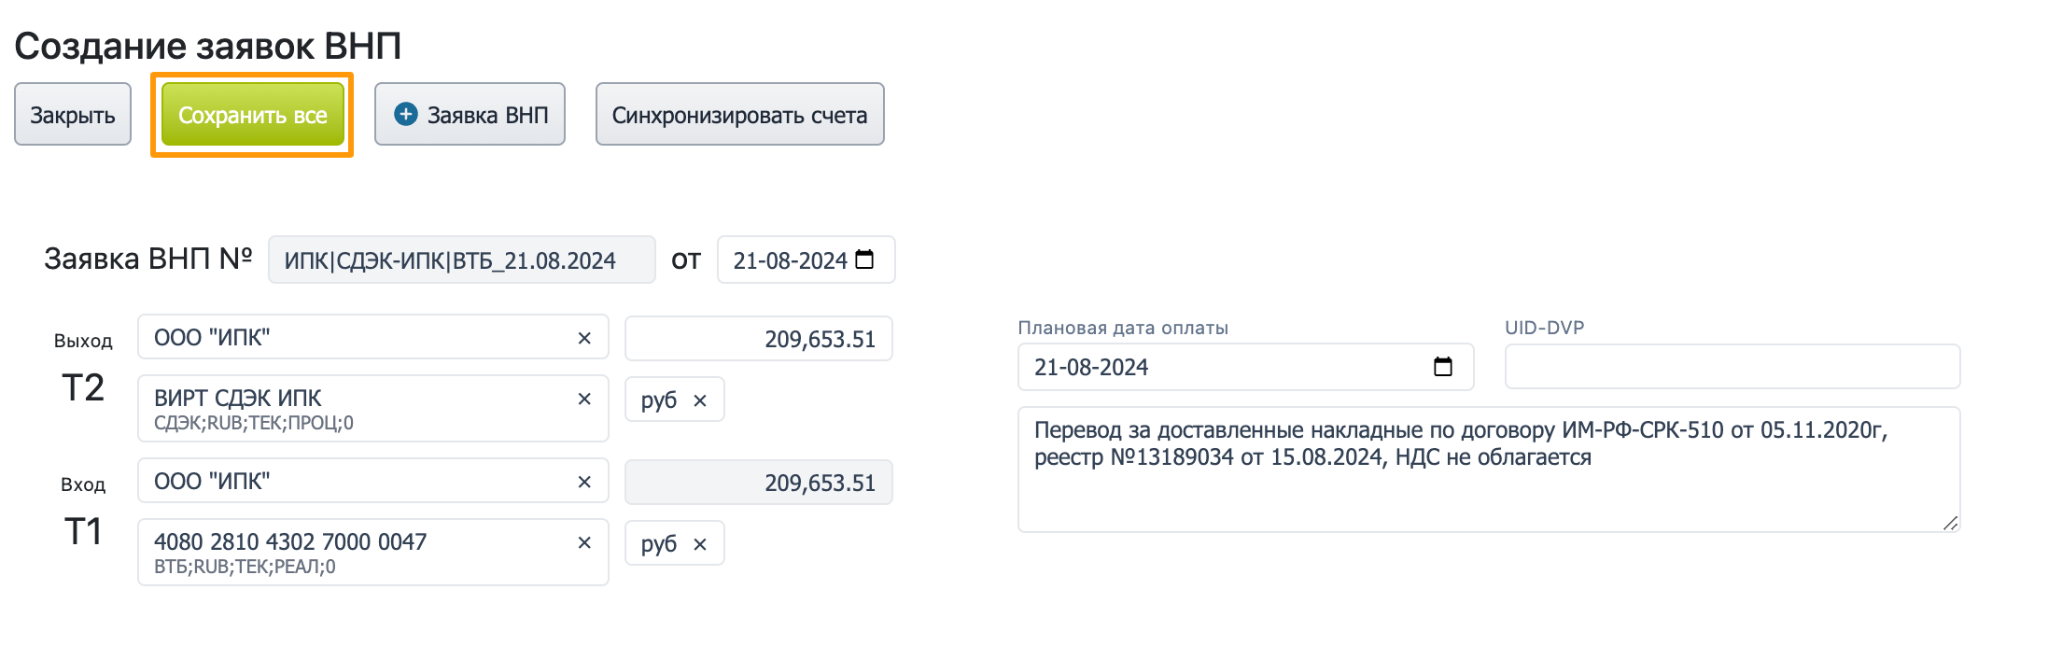 Создание заявок ВНП
Закрыть
Сохранить все
Заявка ВНП
Синхронизировать счета
Заявка ВНП № ИПК|СДЭК-ИПК|ВТБ_21.08.2024 от 21-08-2024
Выход
Т2
ООО "ИПК" ×
209,653.51
ВИРТ СДЭК ИПК ×
СДЭК;RUB;ТЕК;ПРОЦ;0
руб ×
Вход
Т1
ООО "ИПК" ×
209,653.51
4080 2810 4302 7000 0047 ×
ВТБ;RUB;ТЕК;РЕАЛ;0
руб ×
Плановая дата оплаты
21-08-2024
UID-DVP
Перевод за доставленные накладные по договору ИМ-РФ-СРК-510 от 05.11.2020г,
реестр №13189034 от 15.08.2024, НДС не облагается